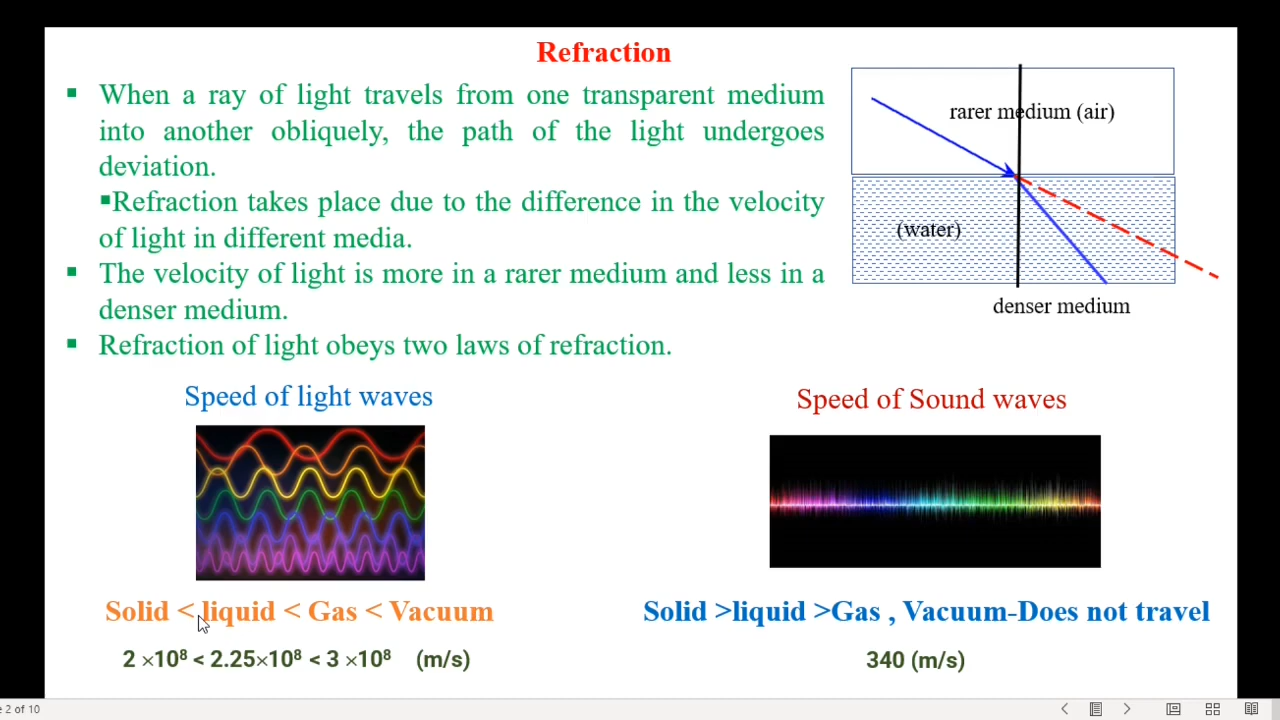 Refraction
▪ When a ray of light travels from one transparent medium
into another obliquely, the path of the light undergoes
deviation.
▪Refraction takes place due to the difference in the velocity
of light in different media.
▪ The velocity of light is more in a rarer medium and less in a
denser medium.
▪ Refraction of light obeys two laws of refraction.
rarer medium (air)
(water)
denser medium
Speed of light waves
Speed of Sound waves
Solid < liquid < Gas < Vacuum
Solid >liquid >Gas , Vacuum-Does not travel
2 ×10⁸ < 2.25×10⁸ < 3 ×10⁸ (m/s)
340 (m/s)
e 2 of 10